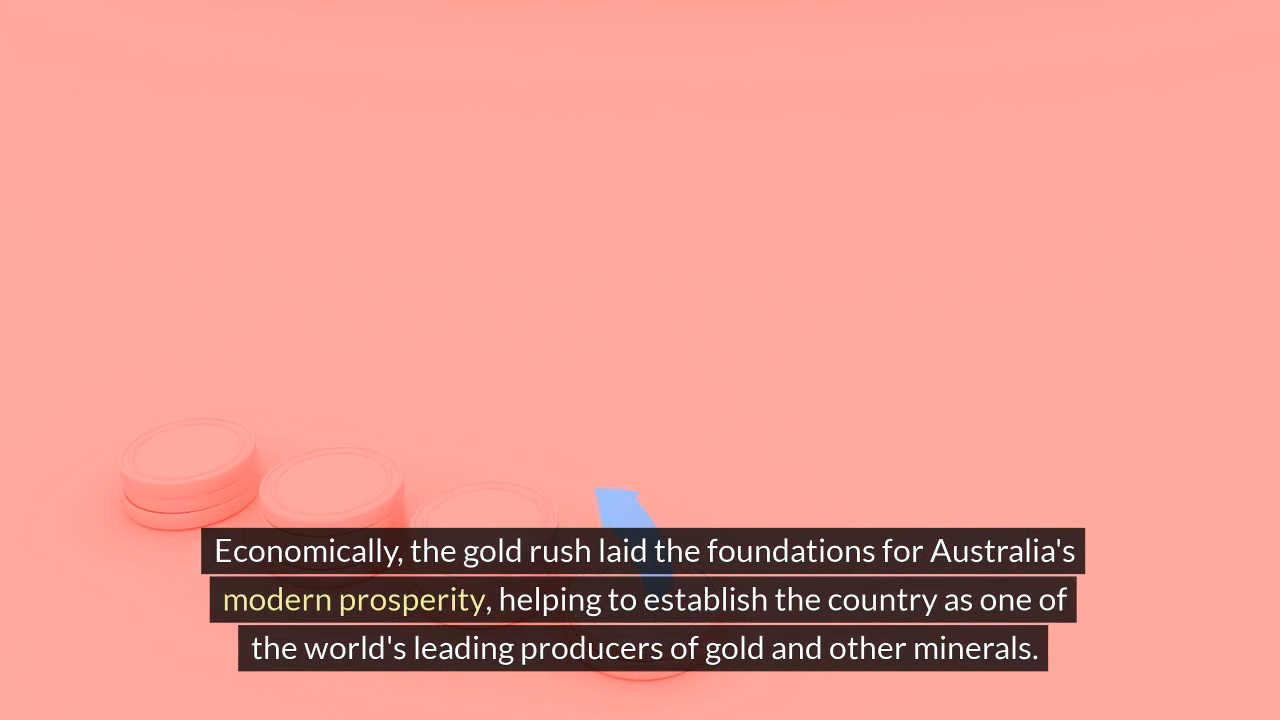 Economically, the gold rush laid the foundations for Australia's
modern prosperity, helping to establish the country as one of
the world's leading producers of gold and other minerals.